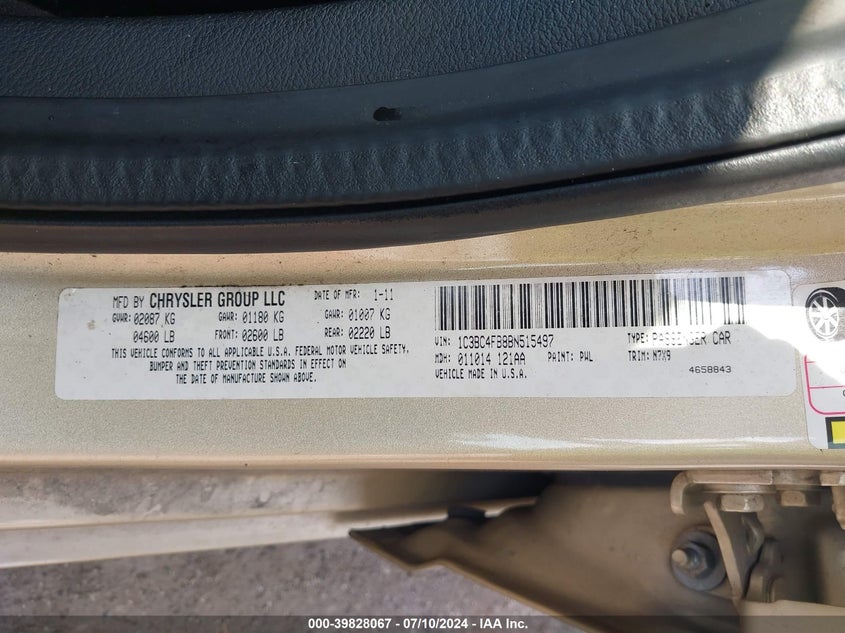 MFD BY CHRYSLER GROUP LLC DATE OF MFR: 1-11
GVWR: 02087 KG GAWR: 01180 KG GAWR: 01007 KG
04600 LB FRONT: 02600 LB REAR: 02220 LB
THIS VEHICLE CONFORMS TO ALL APPLICABLE U.S.A. FEDERAL MOTOR VEHICLE SAFETY,
BUMPER AND THEFT PREVENTION STANDARDS IN EFFECT ON
THE DATE OF MANUFACTURE SHOWN ABOVE.
VIN: 1C3BC4FB8BN515497 TYPE: PASSENGER CAR
MDH: 011014 121AA PAINT: PWL TRIM: N7X9
VEHICLE MADE IN U.S.A. 4658843
000-39828067 - 07/10/2024 - IAA Inc.